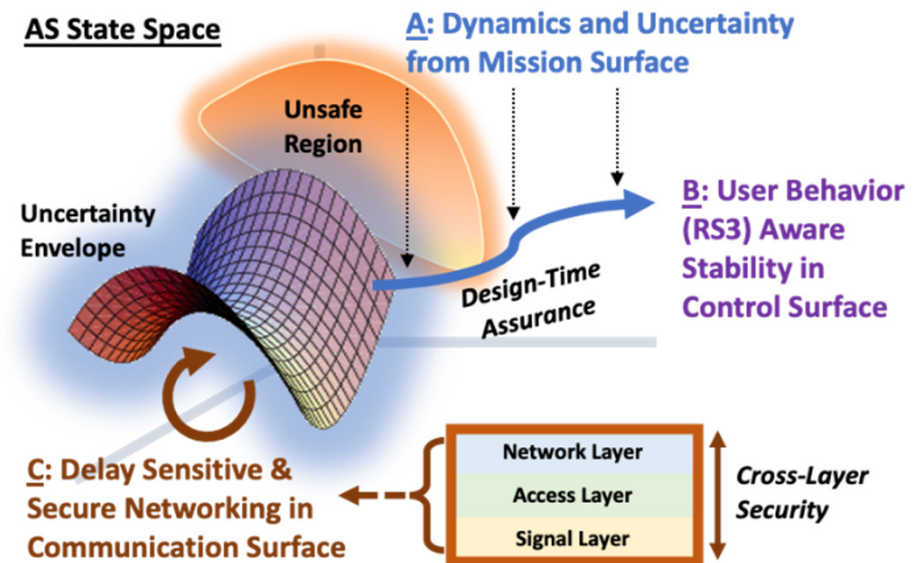 AS State Space
A: Dynamics and Uncertainty
from Mission Surface
Unsafe
Region
Uncertainty
Envelope
B: User Behavior
(RS3) Aware
Stability in
Control Surface
Design-Time
Assurance
C: Delay Sensitive &
Secure Networking in
Communication Surface
Network Layer
Access Layer
Signal Layer
Cross-Layer
Security